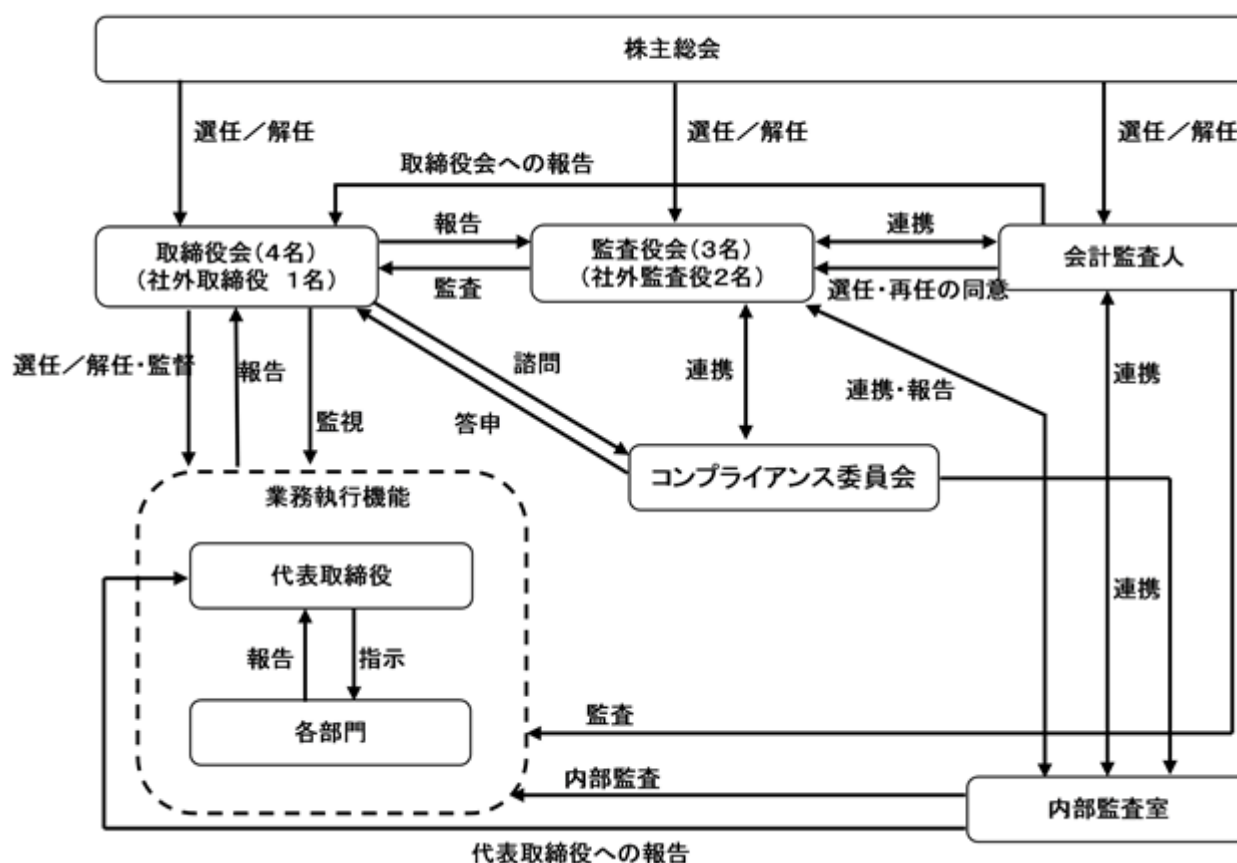 株主総会
選任／解任
選任／解任
選任／解任
取締役会への報告
取締役会(４名)
(社外取締役　１名)
報告
監査
監査役会(３名)
(社外監査役２名)
連携
選任・再任の同意
会計監査人
選任／解任・監督
報告
監視
諮問
答申
連携
連携・報告
連携
コンプライアンス委員会
業務執行機能
代表取締役
報告
指示
各部門
連携
監査
内部監査
内部監査室
代表取締役への報告